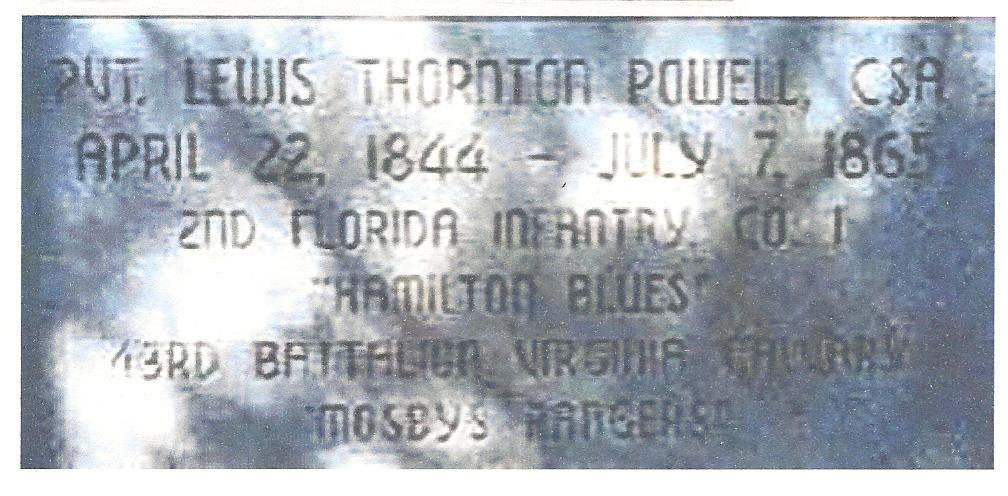 PVT. LEWIS THORNTON POWELL, CSA
APRIL 22, 1844 - JULY 7, 1865
2ND FLORIDA INFANTRY, CO. I
"HAMILTON BLUES"
43RD BATTALION, VIRGINIA CAVALRY
"MOSBYS RANGERS"